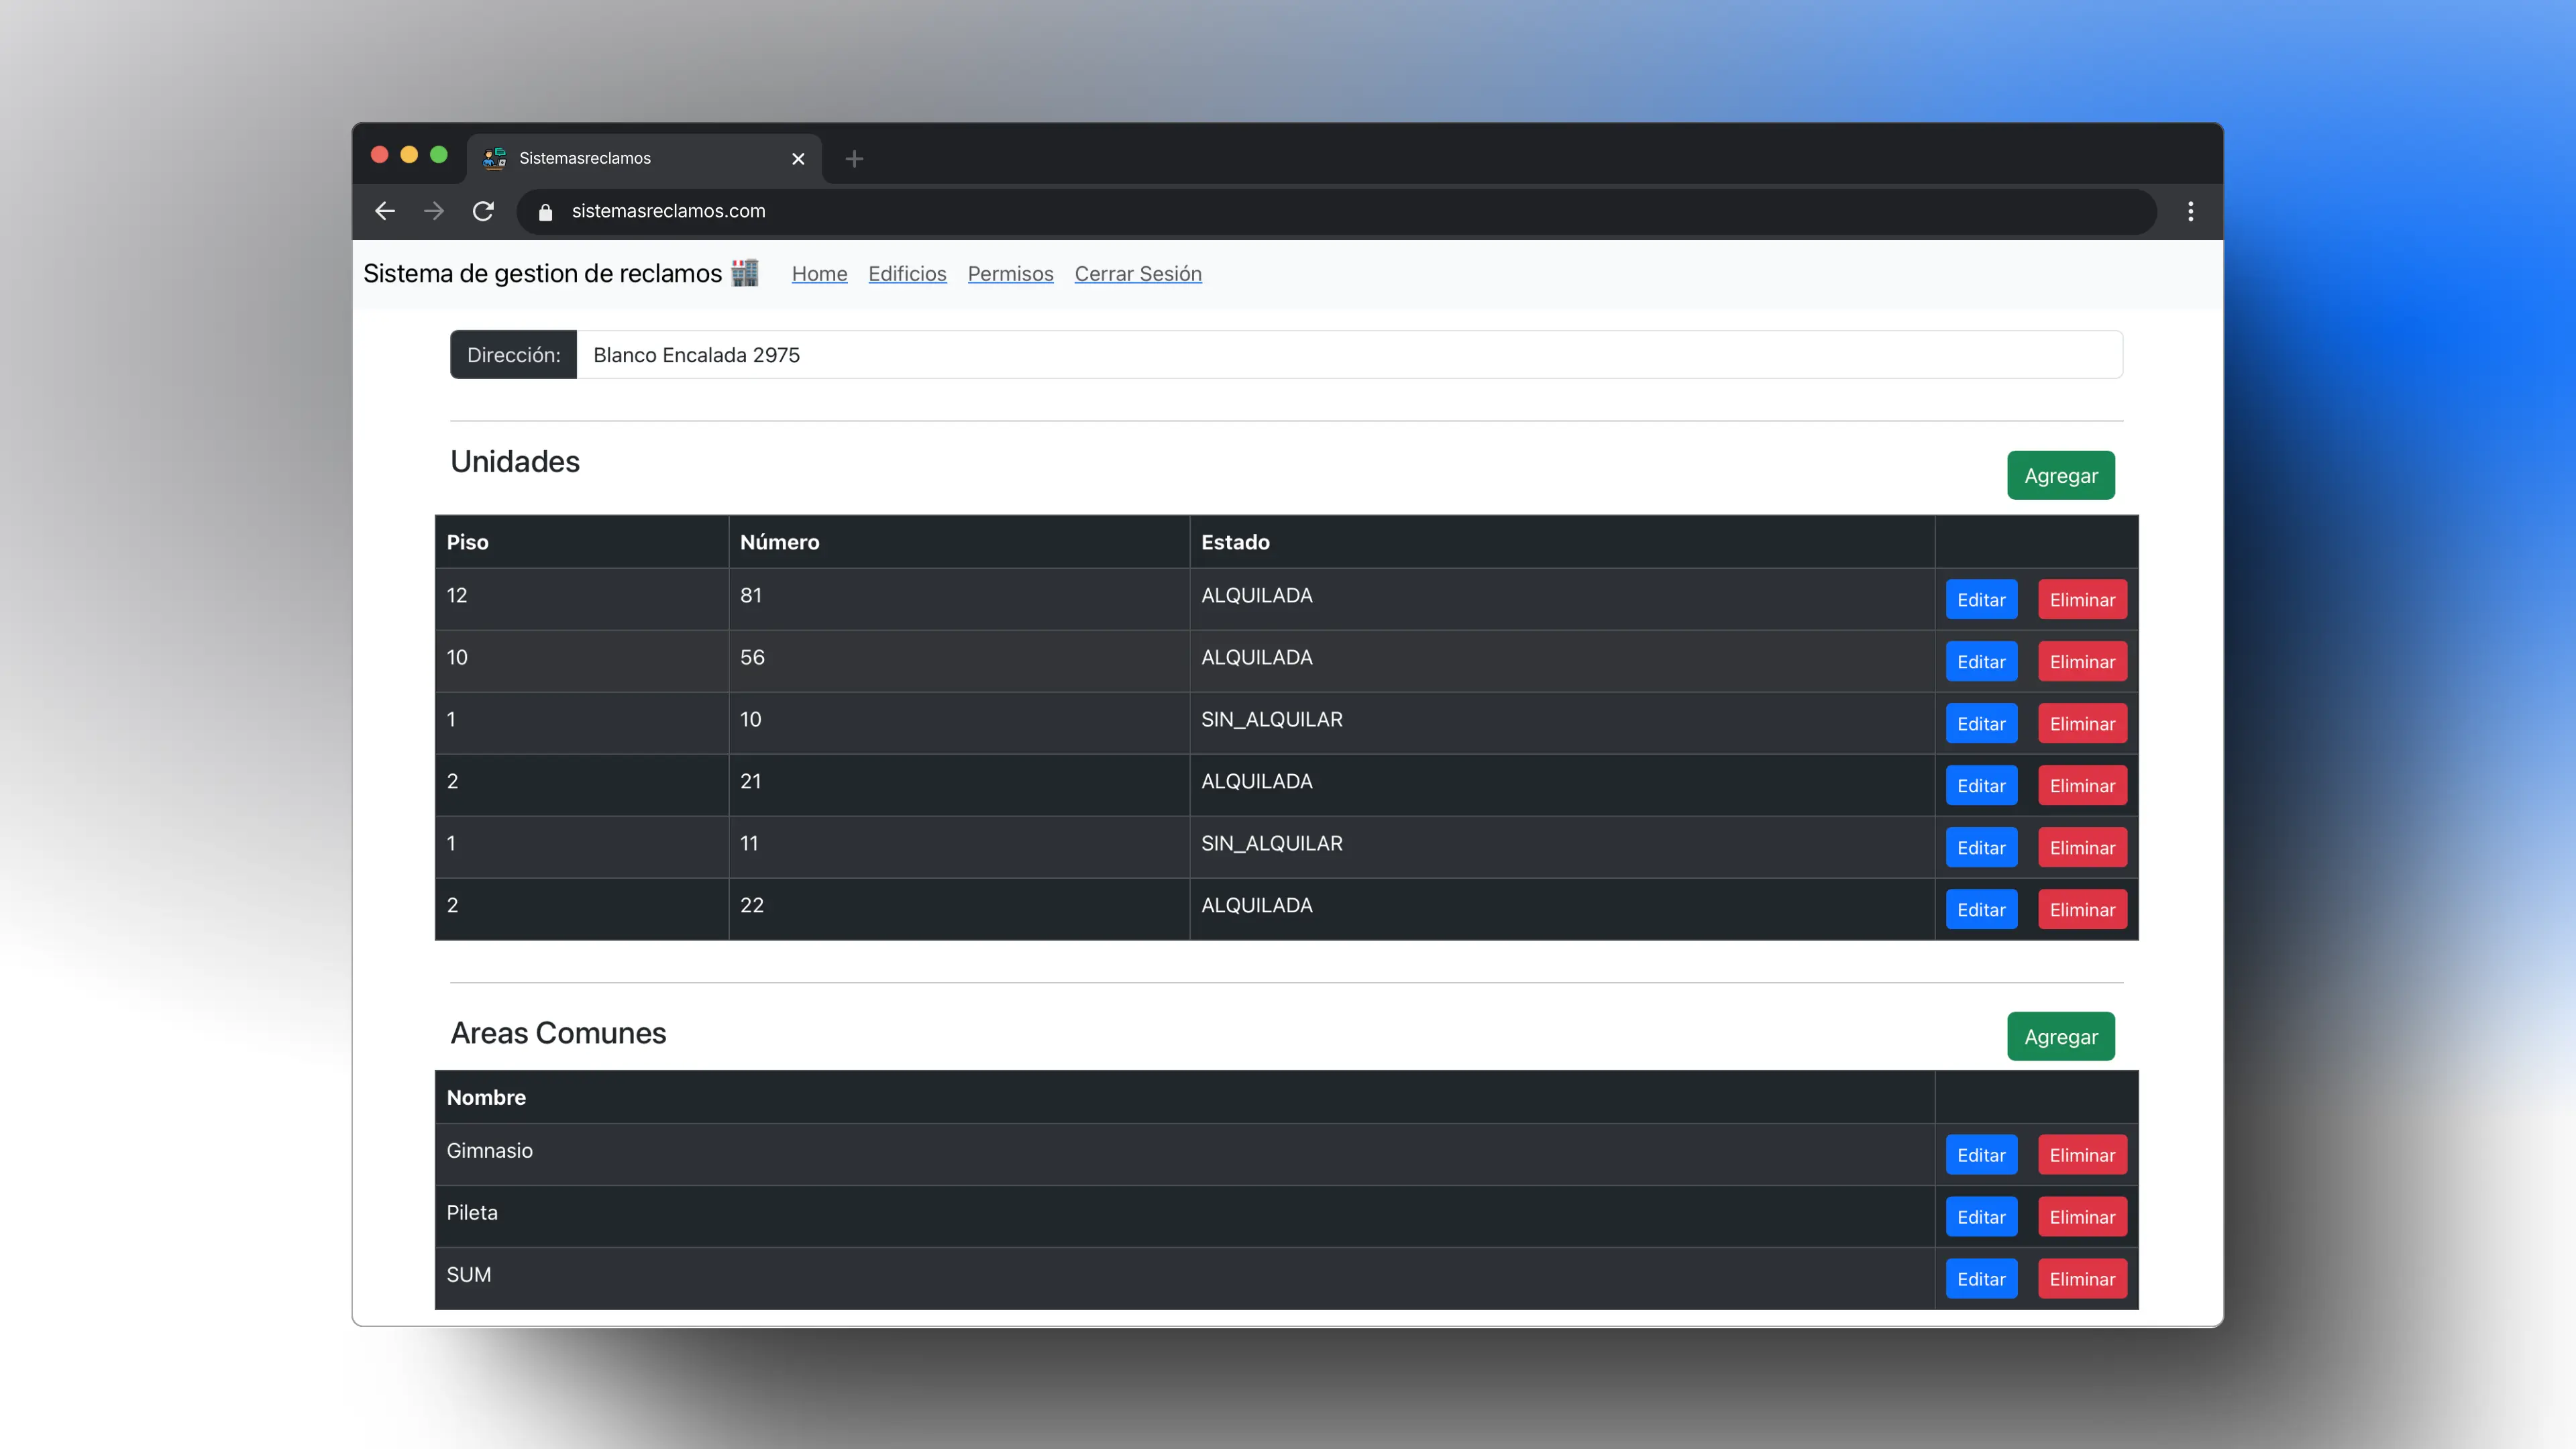 Sistemasreclamos
sistemasreclamos.com
Sistema de gestion de reclamos Home Edificios Permisos Cerrar Sesión
Dirección: Blanco Encalada 2975
Unidades
Agregar
Piso Número Estado
12 81 ALQUILADA Editar Eliminar
10 56 ALQUILADA Editar Eliminar
1 10 SIN_ALQUILAR Editar Eliminar
2 21 ALQUILADA Editar Eliminar
1 11 SIN_ALQUILAR Editar Eliminar
2 22 ALQUILADA Editar Eliminar
Areas Comunes
Agregar
Nombre
Gimnasio Editar Eliminar
Pileta Editar Eliminar
SUM Editar Eliminar